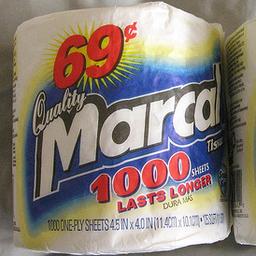 69¢
Quality
Marcal
Tissue
1000 SHEETS
LASTS LONGER
DURA MAS
1000 ONE-PLY SHEETS 4.5 IN x 4.0 IN (11.4cm x 10.1cm)